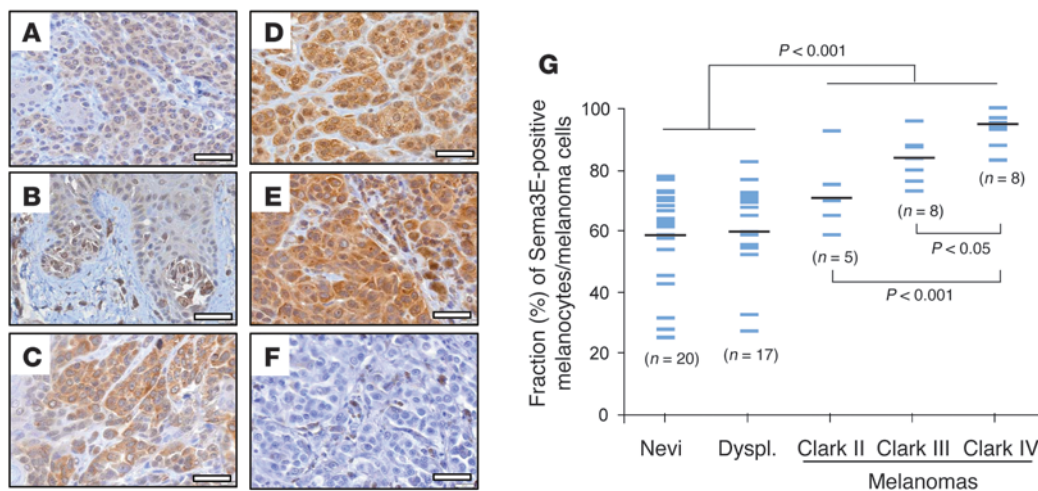 A
B
C
D
E
F
G
P < 0.001
Fraction (%) of Sema3E-positive
melanocytes/melanoma cells
100
80
60
40
20
0
(n = 20)
(n = 17)
(n = 5)
(n = 8)
(n = 8)
P < 0.05
P < 0.001
Nevi
Dyspl.
Clark II
Clark III
Clark IV
Melanomas